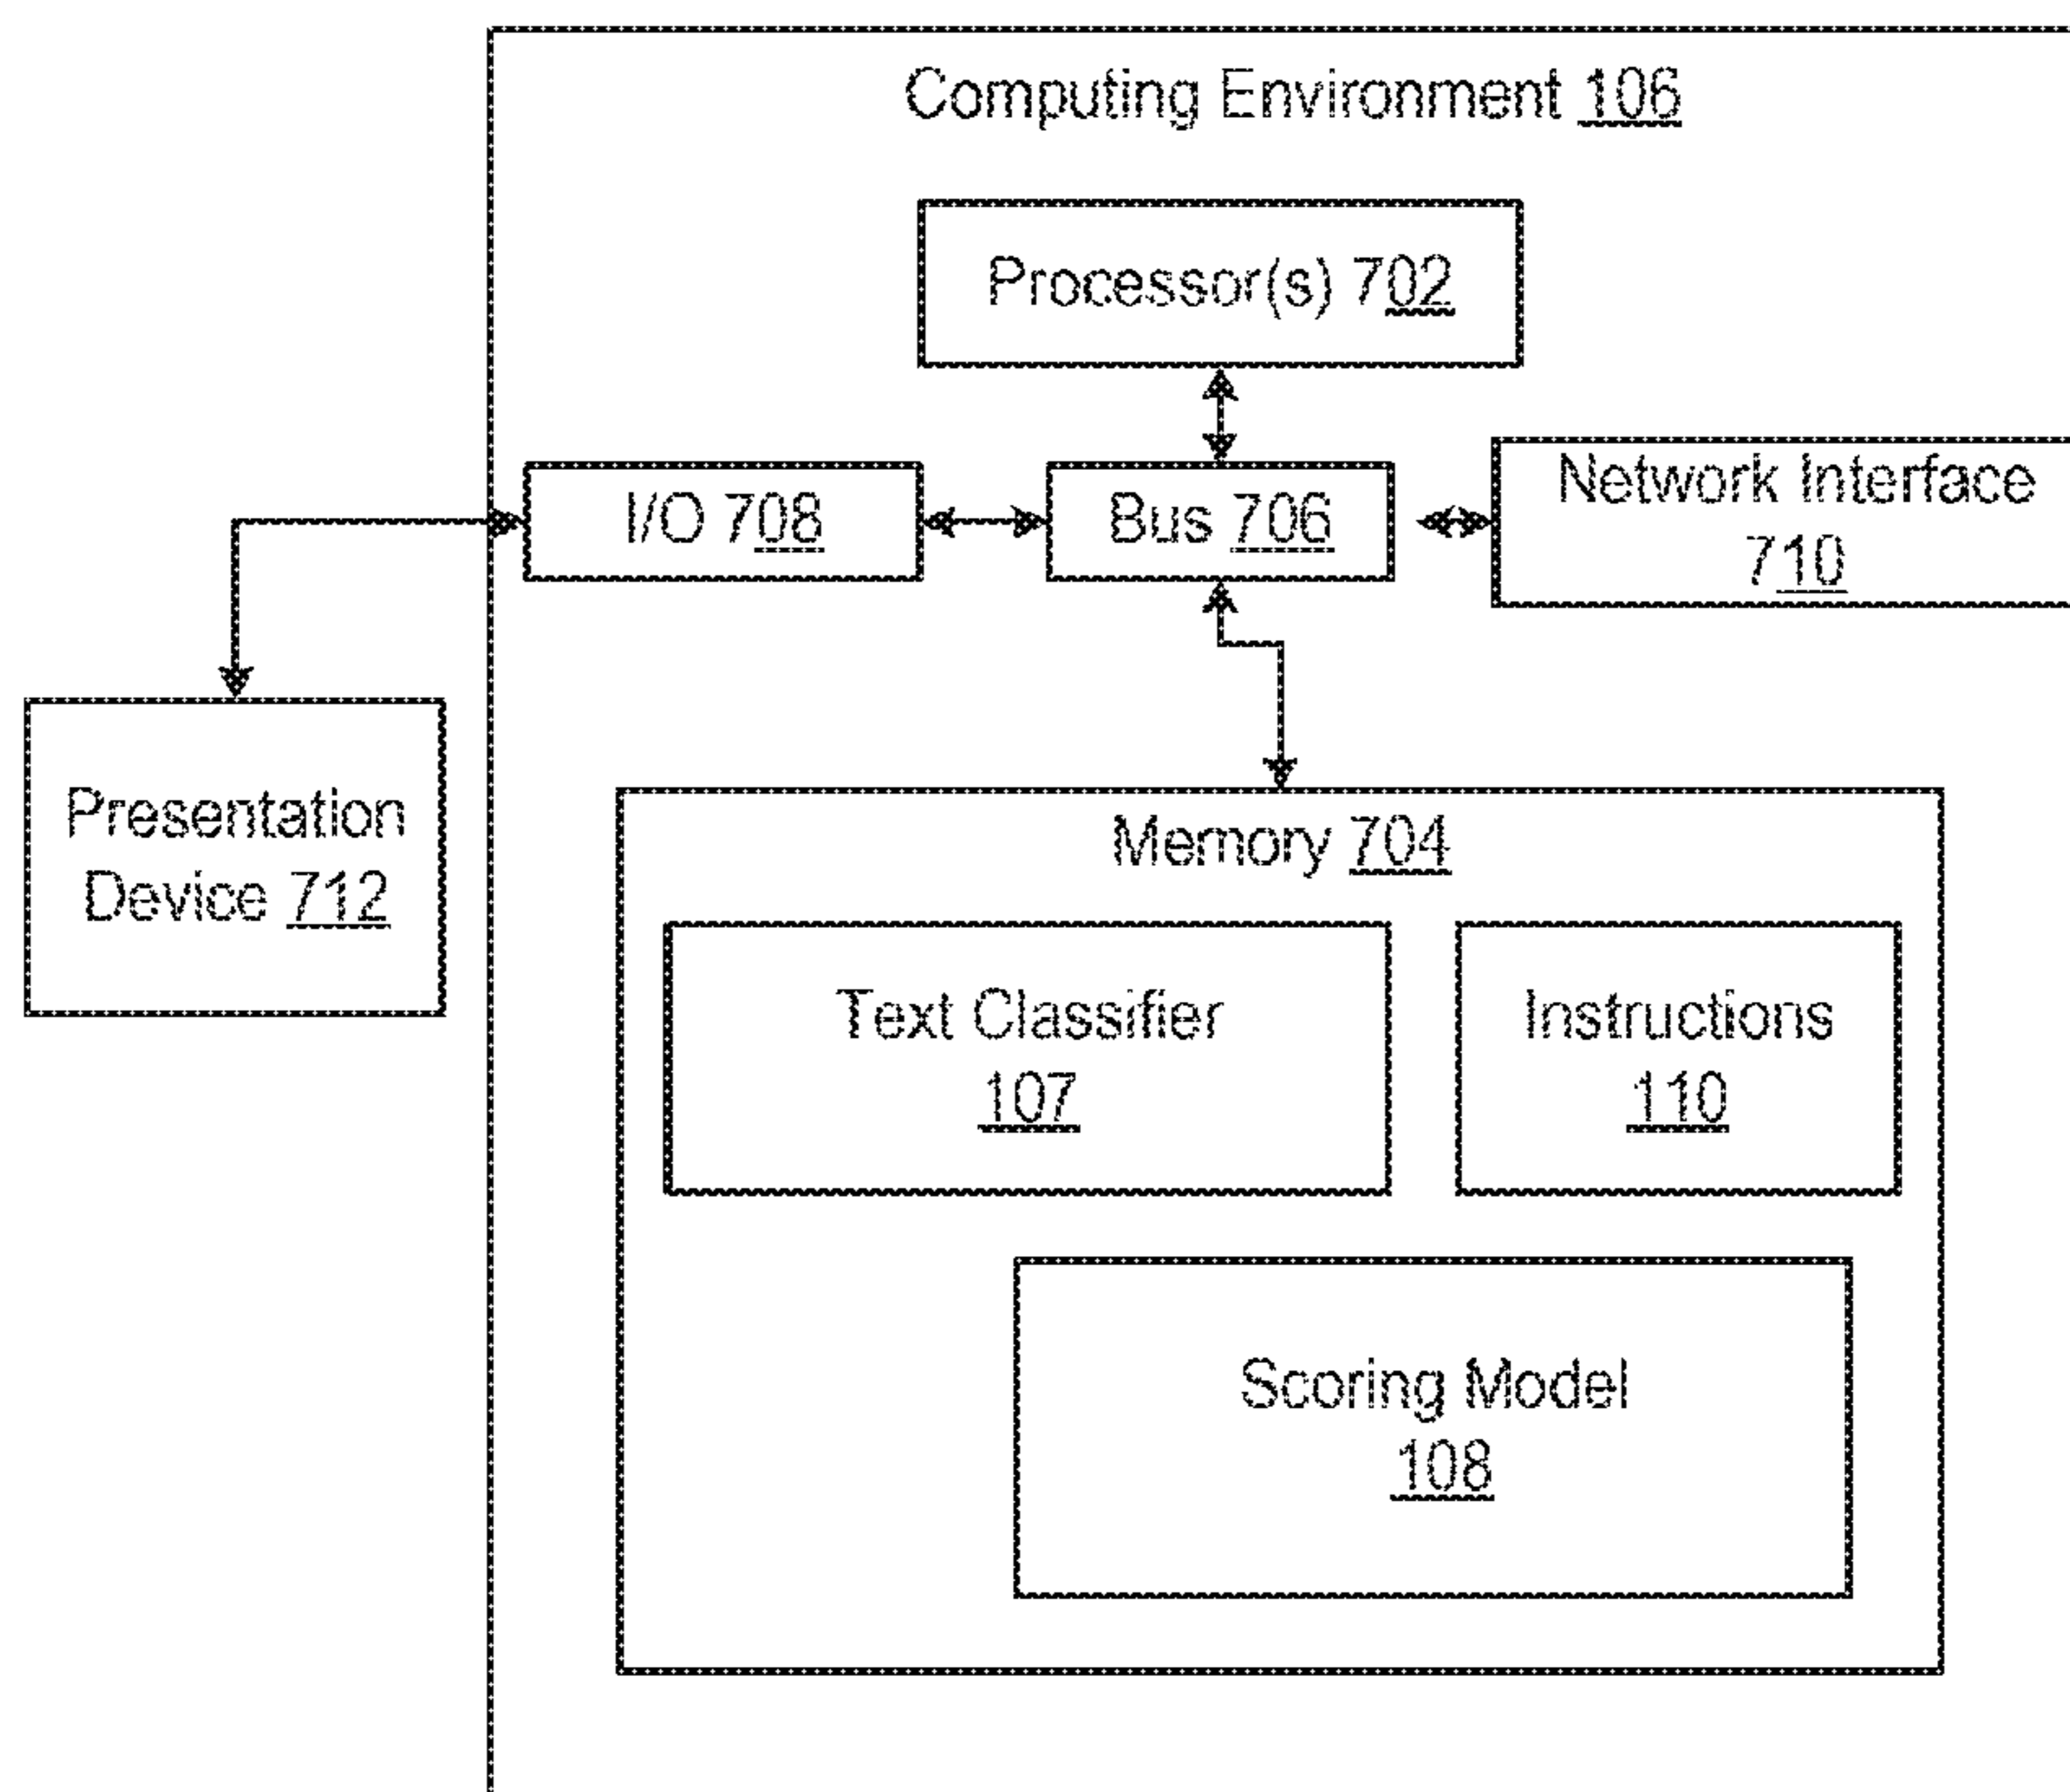 Computing Environment 106
Processor(s) 702
I/O 708
Bus 706
Network Interface
710
Presentation
Device 712
Memory 704
Text Classifier
107
Instructions
110
Scoring Model
108